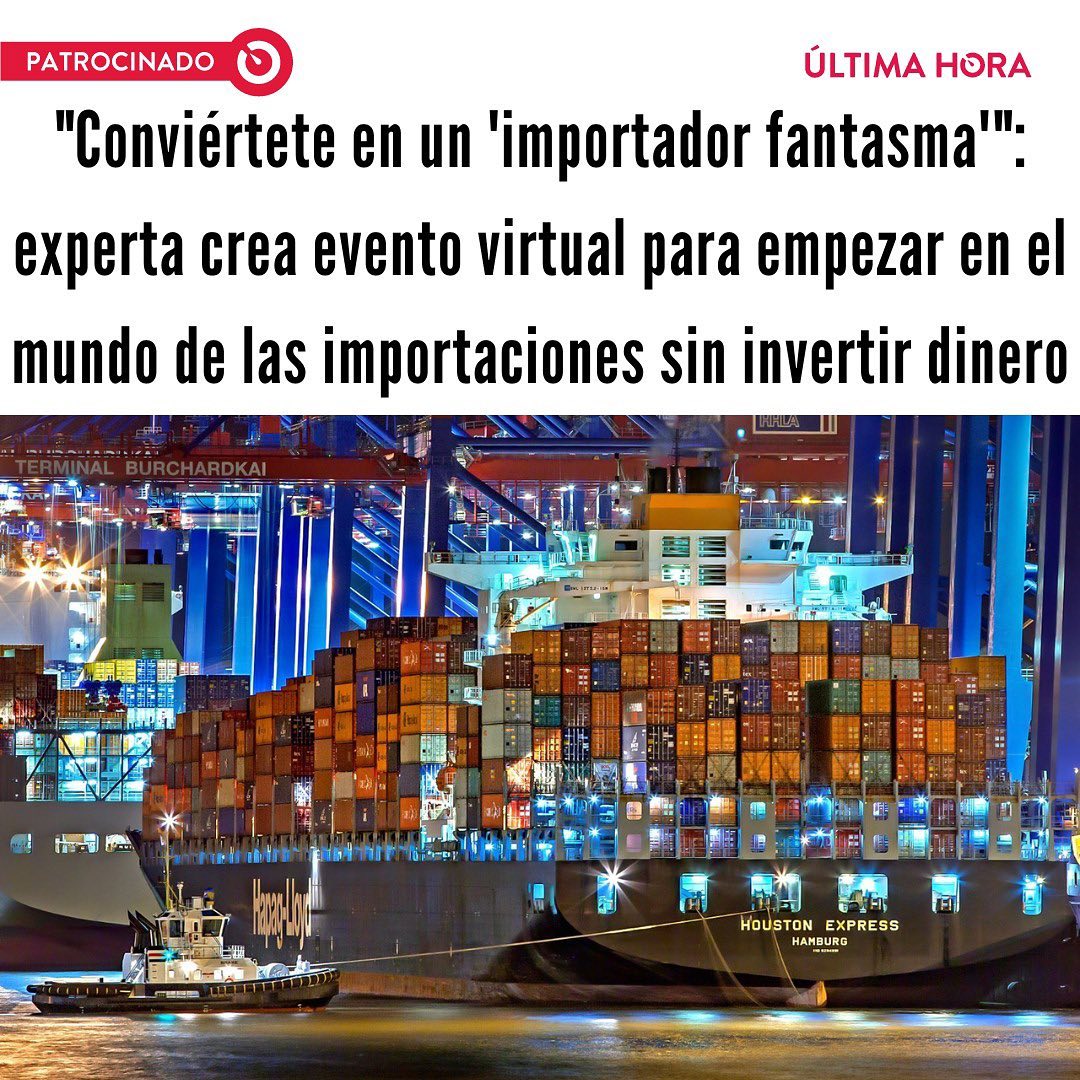 PATROCINADO
ÚLTIMA HORA
"Conviértete en un 'importador fantasma'":
experta crea evento virtual para empezar en el
mundo de las importaciones sin invertir dinero
HHLA
TERMINAL BURCHARDKAI
Hapag-Lloyd
HOUSTON EXPRESS
HAMBURG